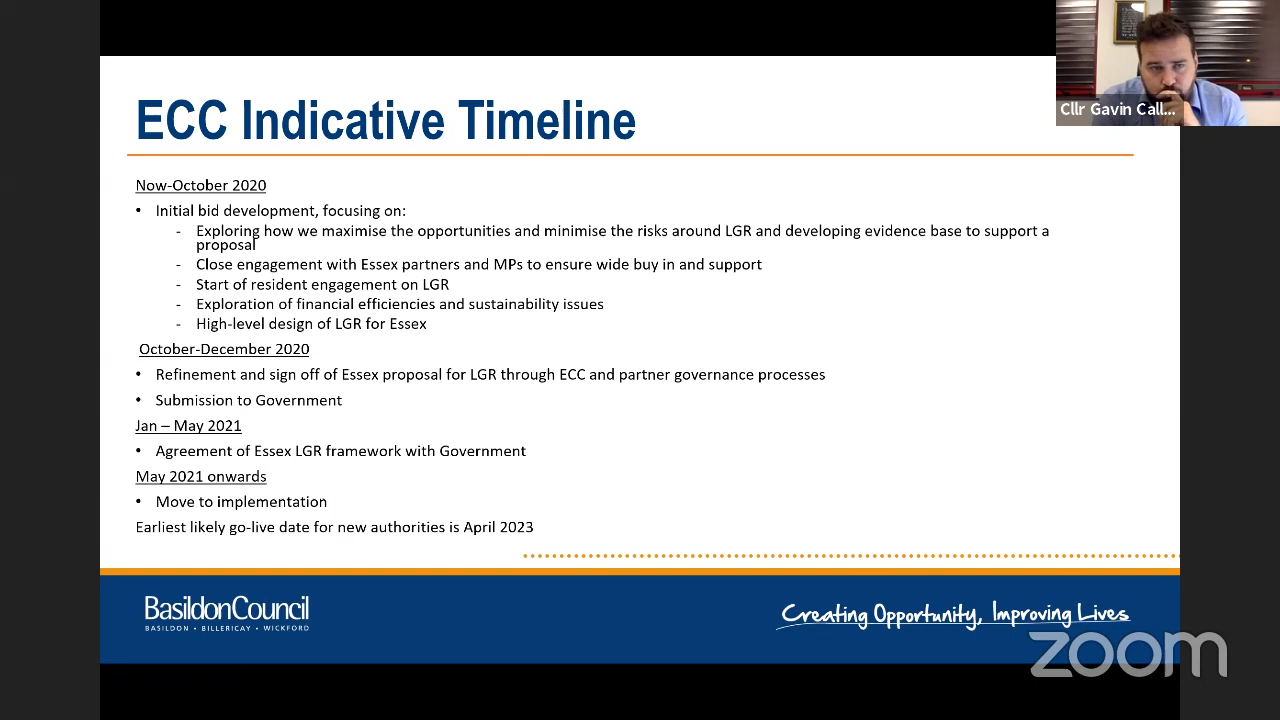 ECC Indicative Timeline
Cllr Gavin Call...
Now-October 2020
• Initial bid development, focusing on:
- Exploring how we maximise the opportunities and minimise the risks around LGR and developing evidence base to support a
proposal
- Close engagement with Essex partners and MPs to ensure wide buy in and support
- Start of resident engagement on LGR
- Exploration of financial efficiencies and sustainability issues
- High-level design of LGR for Essex
October-December 2020
• Refinement and sign off of Essex proposal for LGR through ECC and partner governance processes
• Submission to Government
Jan – May 2021
• Agreement of Essex LGR framework with Government
May 2021 onwards
• Move to implementation
Earliest likely go-live date for new authorities is April 2023
BasildonCouncil
BASILDON • BILLERICAY • WICKFORD
Creating Opportunity, Improving Lives
zoom